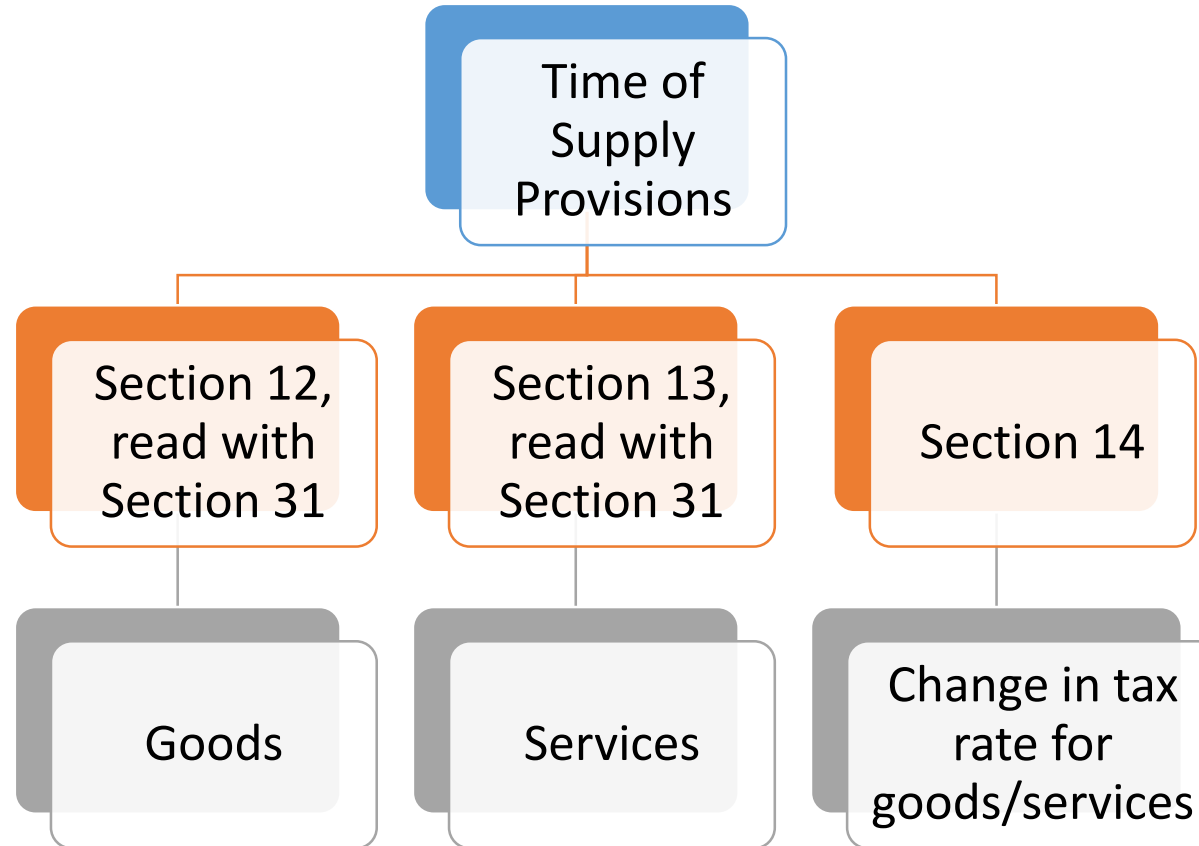 Time of
Supply
Provisions
Section 12,
read with
Section 31
Section 13,
read with
Section 31
Section 14
Goods
Services
Change in tax
rate for
goods/services